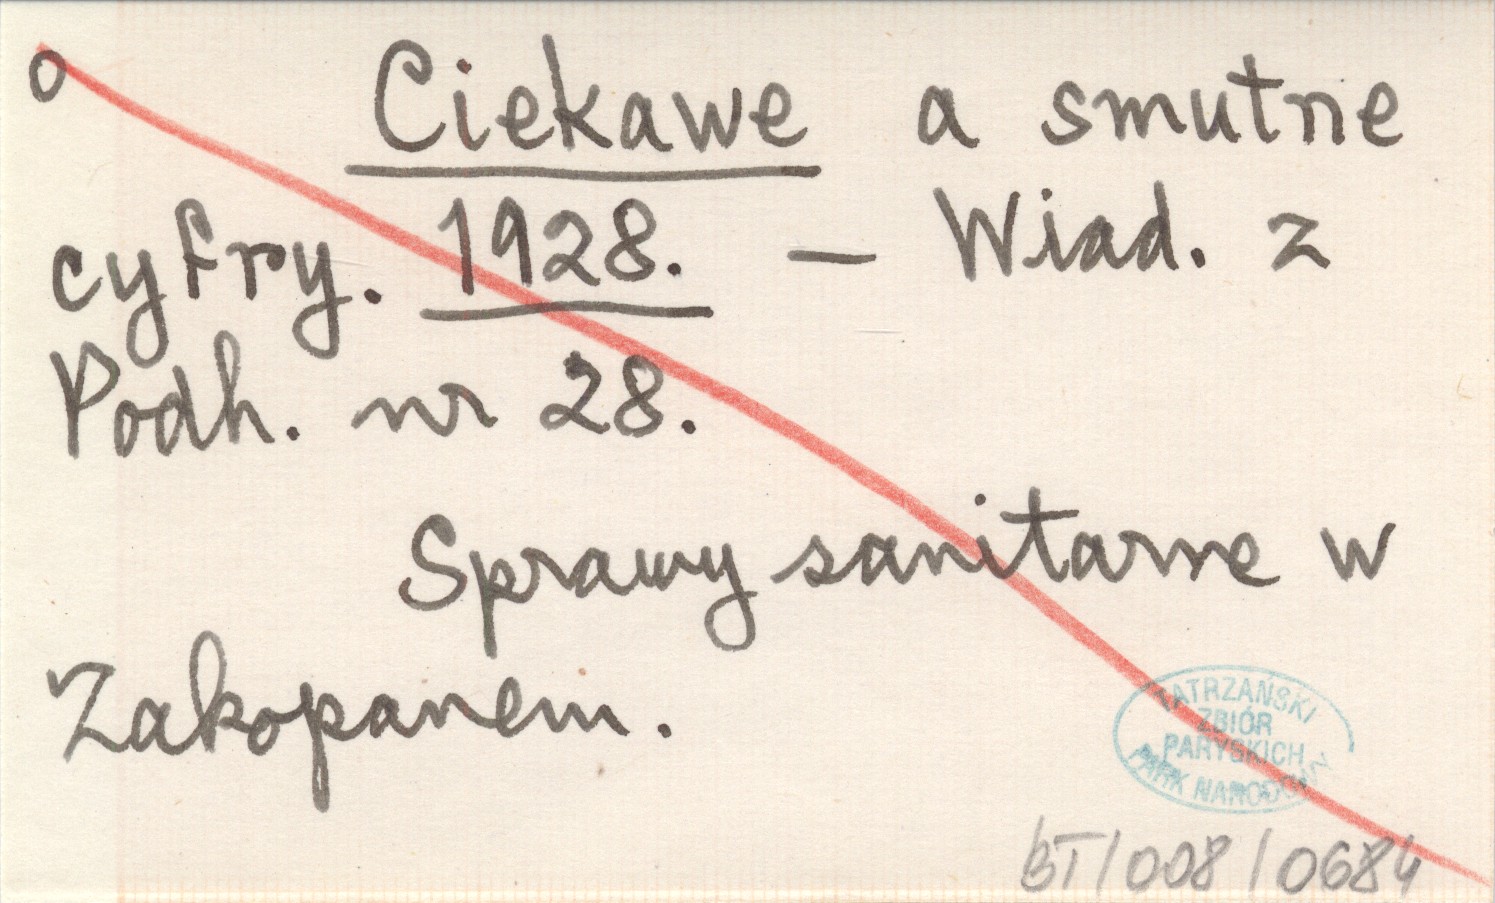 o Ciekawe a smutne
cyfry. 1928. — Wiad. z
Podh. nr 28.
Sprawy sanitarne w
Zakopanem.
TATRZAŃSKI
ZBIÓR
PARYSKICH
PARK NARODOWY
BT/008/0684